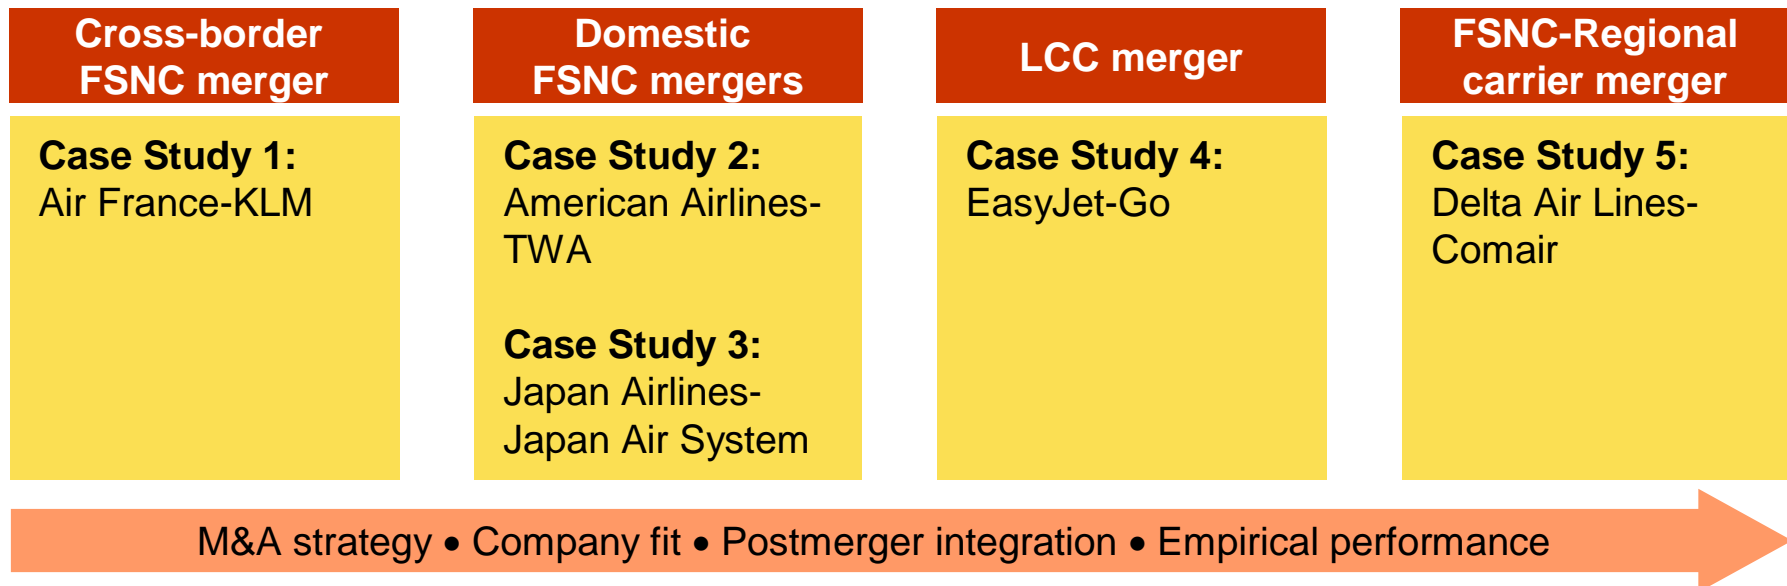 Cross-border
FSNC merger
Case Study 1:
Air France-KLM
Domestic
FSNC mergers
Case Study 2:
American Airlines-
TWA
Case Study 3:
Japan Airlines-
Japan Air System
LCC merger
Case Study 4:
EasyJet-Go
FSNC-Regional
carrier merger
Case Study 5:
Delta Air Lines-
Comair
M&A strategy • Company fit • Postmerger integration • Empirical performance